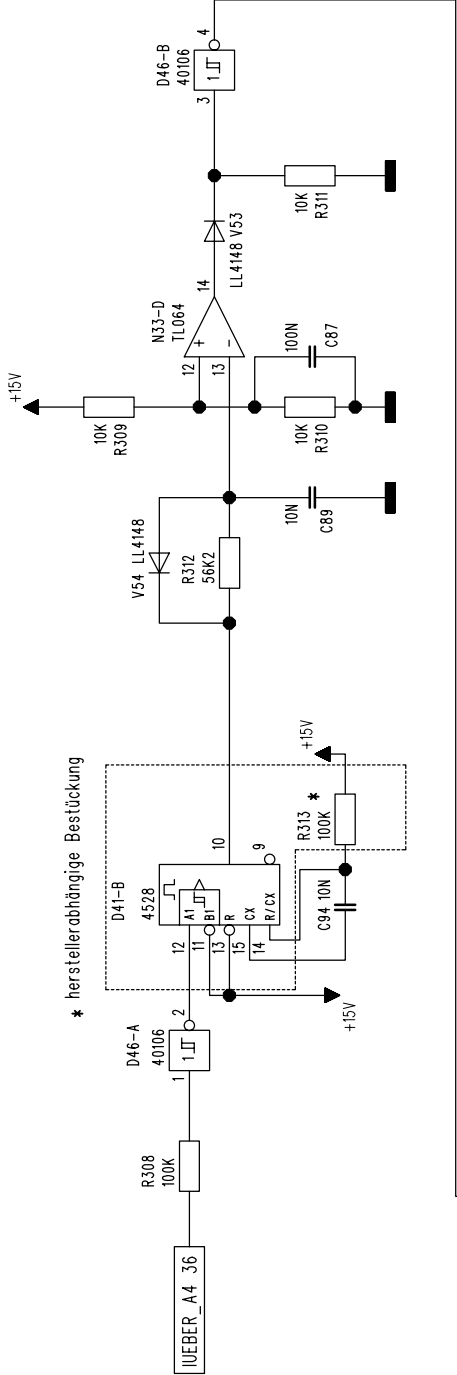 * herstellerabhängige Bestückung
IUEBER_A4 36
R308
100K
D46-A
40106
1
1
2
D41-B
4528
12
11
13
15
14
A1
B1
R
CX
R/CX
10
9
+15V
C94 10N
R313 *
100K
+15V
V54 LL4148
R312
56K2
10N
C89
+15V
10K
R309
N33-D
TL064
12
13
+
-
14
10K
R310
100N
C87
LL4148 V53
10K
R311
D46-B
40106
3
1
4